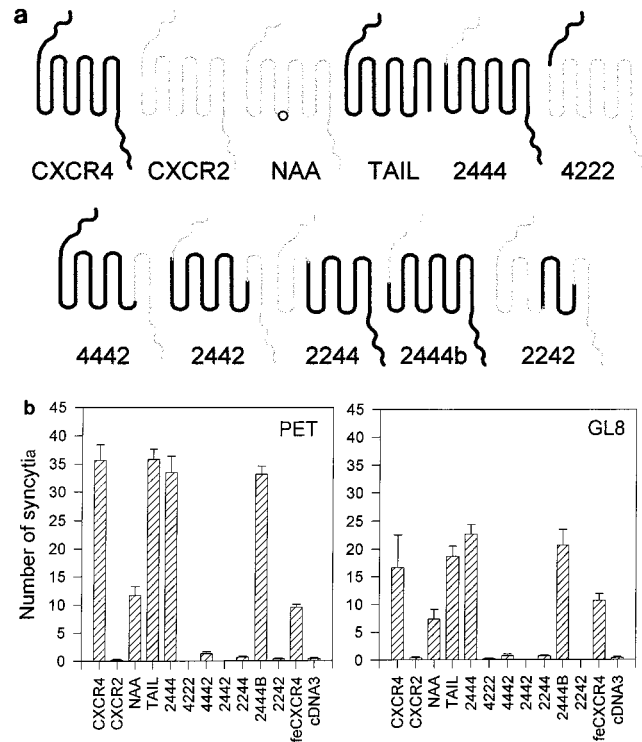 a
CXCR4 CXCR2 NAA TAIL 2444 4222
4442 2442 2244 2444b 2242
b
PET
Number of syncytia
45
40
35
30
25
20
15
10
5
0
CXCR4 CXCR2 NAA TAIL 2444 4222 4442 2442 2244 2444B 2242 feCXCR4 cDNA3
GL8
45
40
35
30
25
20
15
10
5
0
CXCR4 CXCR2 NAA TAIL 2444 4222 4442 2442 2244 2444B 2242 feCXCR4 cDNA3